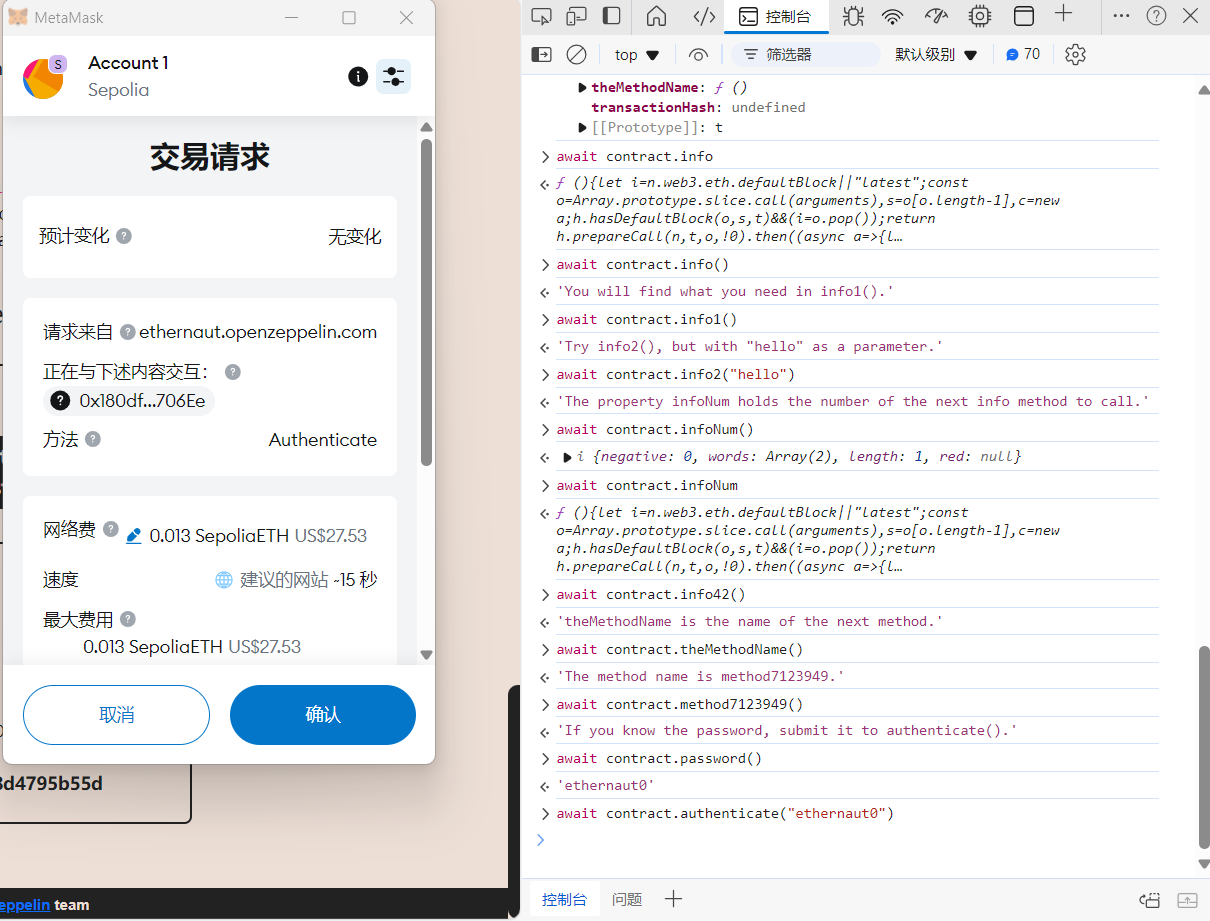 MetaMask
S
Account 1
Sepolia
交易请求
预计变化
无变化
请求来自
ethernaut.openzeppelin.com
正在与下述内容交互：
0x180df...706Ee
方法
Authenticate
网络费
0.013 SepoliaETH US$27.53
速度
建议的网站 ~15 秒
最大费用
0.013 SepoliaETH US$27.53
取消
确认
8d4795b55d
eppelin team
控制台
top
筛选器
默认级别
70
theMethodName: ƒ ()
transactionHash: undefined
[[Prototype]]: t
await contract.info
ƒ (){let i=n.web3.eth.defaultBlock||"latest";const
o=Array.prototype.slice.call(arguments),s=o[o.length-1],c=new
a;h.hasDefaultBlock(o,s,t)&&(i=o.pop());return
h.prepareCall(n,t,o,!0).then((async a=>{l…
await contract.info()
'You will find what you need in info1().'
await contract.info1()
'Try info2(), but with "hello" as a parameter.'
await contract.info2("hello")
'The property infoNum holds the number of the next info method to call.'
await contract.infoNum()
i {negative: 0, words: Array(2), length: 1, red: null}
await contract.infoNum
ƒ (){let i=n.web3.eth.defaultBlock||"latest";const
o=Array.prototype.slice.call(arguments),s=o[o.length-1],c=new
a;h.hasDefaultBlock(o,s,t)&&(i=o.pop());return
h.prepareCall(n,t,o,!0).then((async a=>{l…
await contract.info42()
'theMethodName is the name of the next method.'
await contract.theMethodName()
'The method name is method7123949.'
await contract.method7123949()
'If you know the password, submit it to authenticate().'
await contract.password()
'ethernaut0'
await contract.authenticate("ethernaut0")
控制台
问题